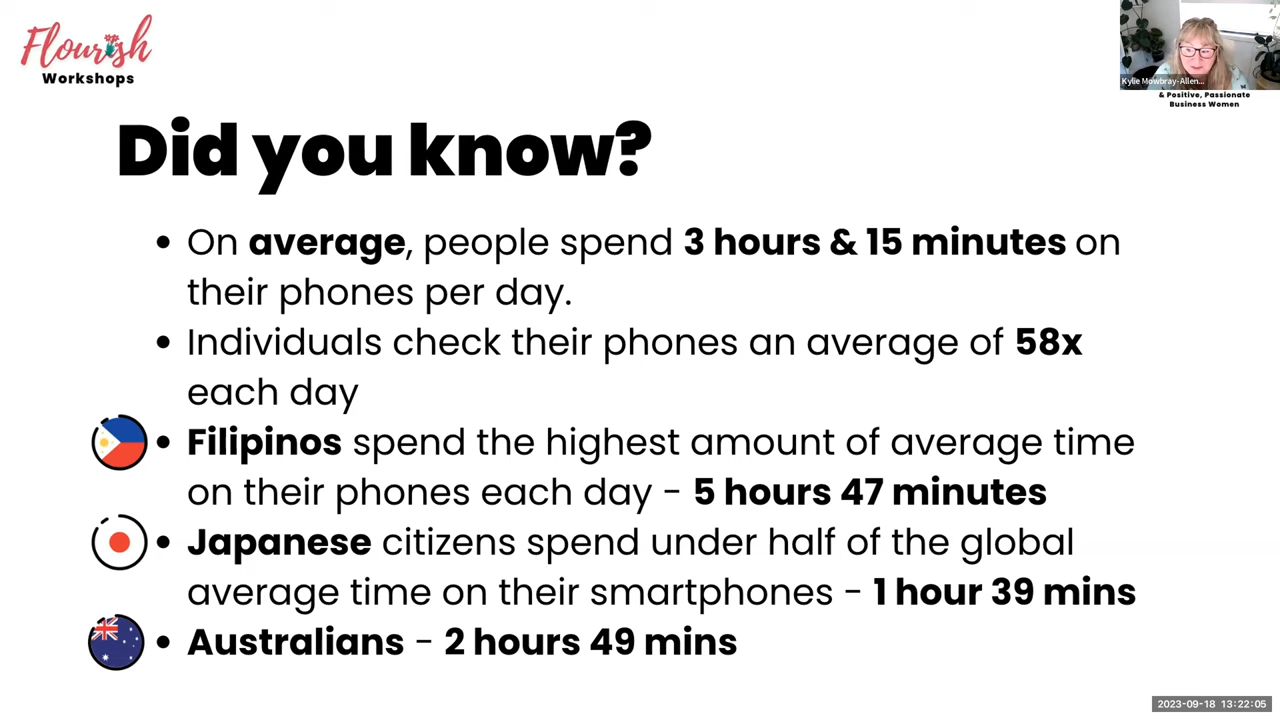 Flourish
Workshops
Kylie Mowbray-Allen...
& Positive, Passionate
Business Women
Did you know?
• On average, people spend 3 hours & 15 minutes on
their phones per day.
• Individuals check their phones an average of 58x
each day
• Filipinos spend the highest amount of average time
on their phones each day - 5 hours 47 minutes
• Japanese citizens spend under half of the global
average time on their smartphones - 1 hour 39 mins
• Australians - 2 hours 49 mins
2023-09-18 13:22:05